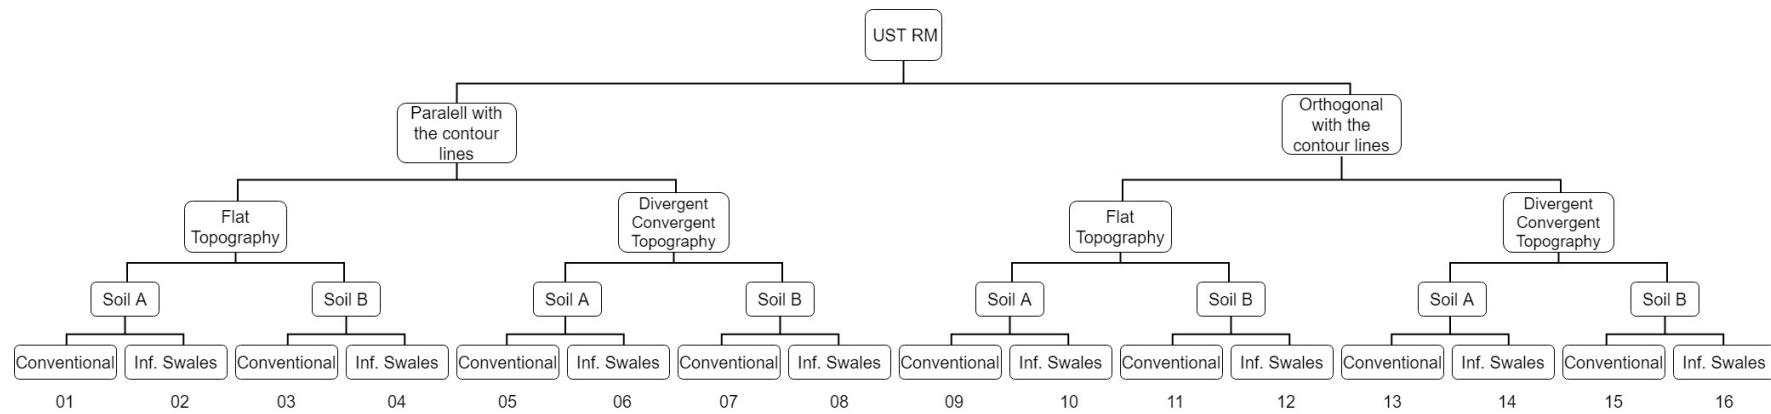 UST RM
Paralell with
the contour
lines
Orthogonal
with the
contour lines
Flat
Topography
Divergent
Convergent
Topography
Flat
Topography
Divergent
Convergent
Topography
Soil A
Soil B
Soil A
Soil B
Soil A
Soil B
Soil A
Soil B
Conventional
Inf. Swales
Conventional
Inf. Swales
Conventional
Inf. Swales
Conventional
Inf. Swales
Conventional
Inf. Swales
Conventional
Inf. Swales
Conventional
Inf. Swales
Conventional
Inf. Swales
01
02
03
04
05
06
07
08
09
10
11
12
13
14
15
16